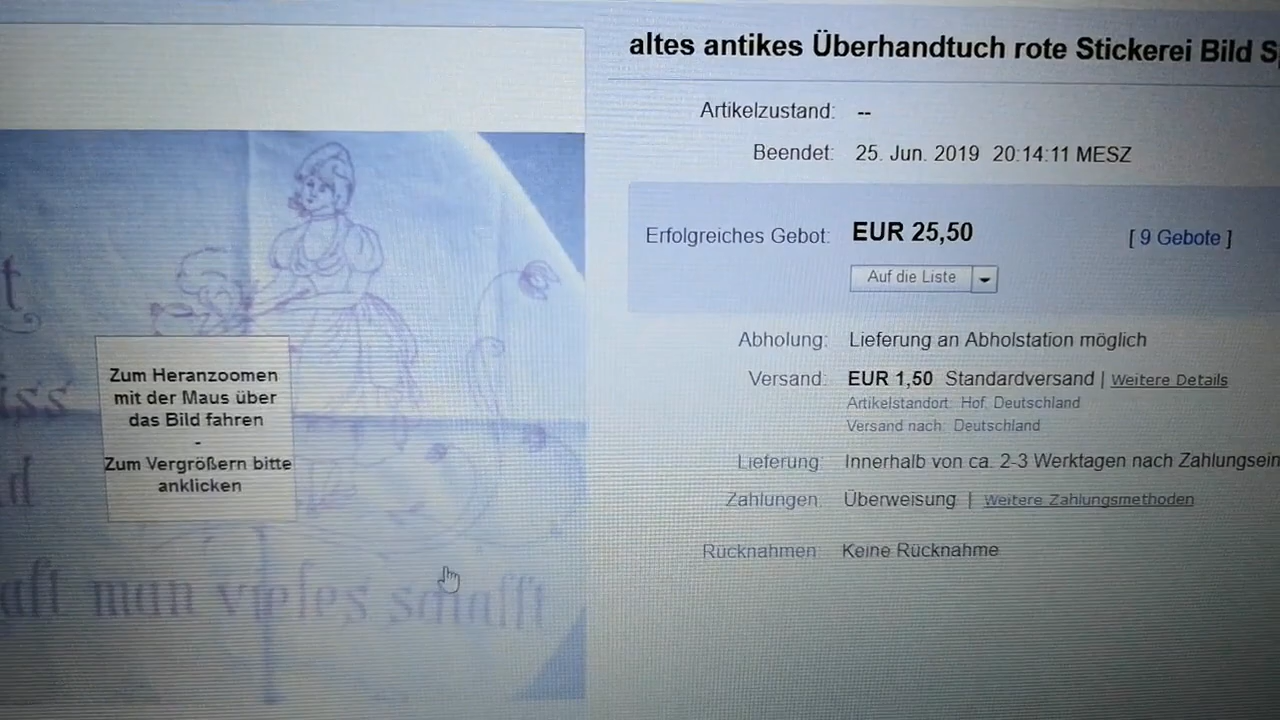 altes antikes Überhandtuch rote Stickerei Bild
Artikelzustand: --
Beendet: 25. Jun. 2019 20:14:11 MESZ
Erfolgreiches Gebot: EUR 25,50 [ 9 Gebote ]
Auf die Liste
Abholung: Lieferung an Abholstation möglich
Versand: EUR 1,50 Standardversand | Weitere Details
Artikelstandort: Hof, Deutschland
Versand nach: Deutschland
Lieferung: Innerhalb von ca. 2-3 Werktagen nach Zahlungsein
Zahlungen: Überweisung | Weitere Zahlungsmethoden
Rücknahmen: Keine Rücknahme
Zum Heranzoomen
mit der Maus über
das Bild fahren
-
Zum Vergrößern bitte
anklicken
man vieles schafft